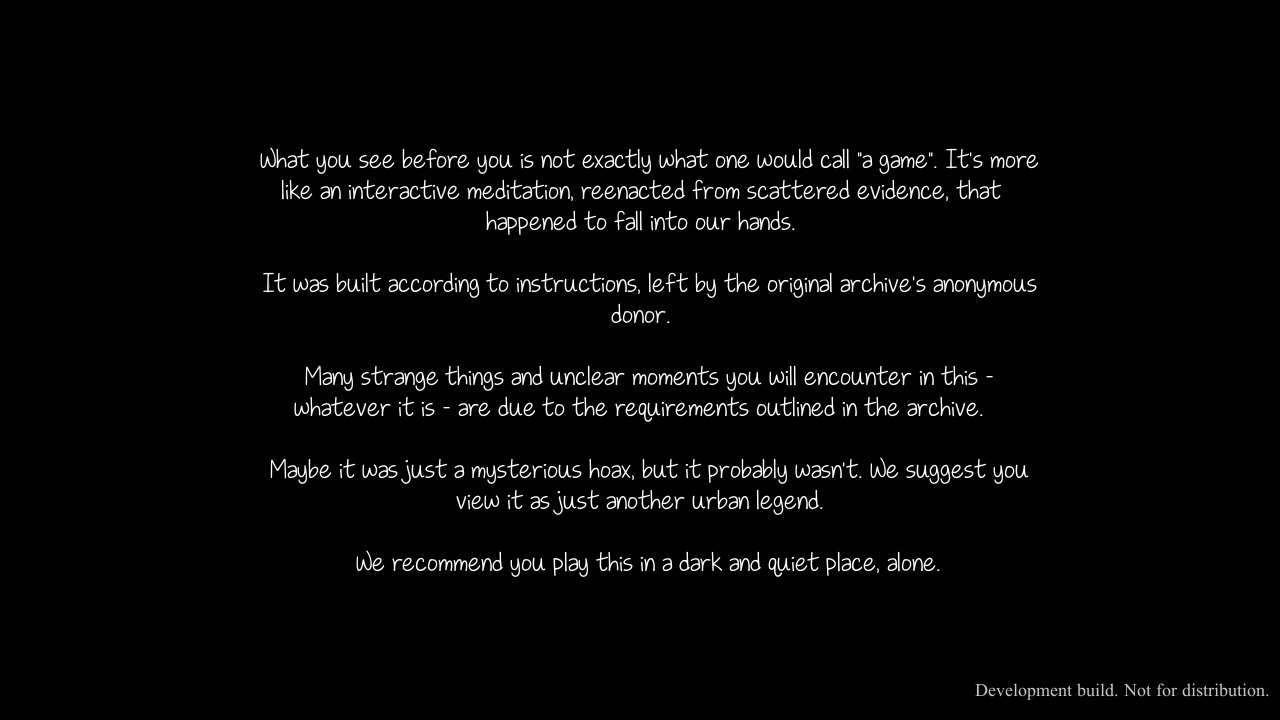 What you see before you is not exactly what one would call "a game". It's more
like an interactive meditation, reenacted from scattered evidence, that
happened to fall into our hands.
It was built according to instructions, left by the original archive's anonymous
donor.
Many strange things and unclear moments you will encounter in this -
whatever it is - are due to the requirements outlined in the archive.
Maybe it was just a mysterious hoax, but it probably wasn't. We suggest you
view it as just another urban legend.
We recommend you play this in a dark and quiet place, alone.
Development build. Not for distribution.